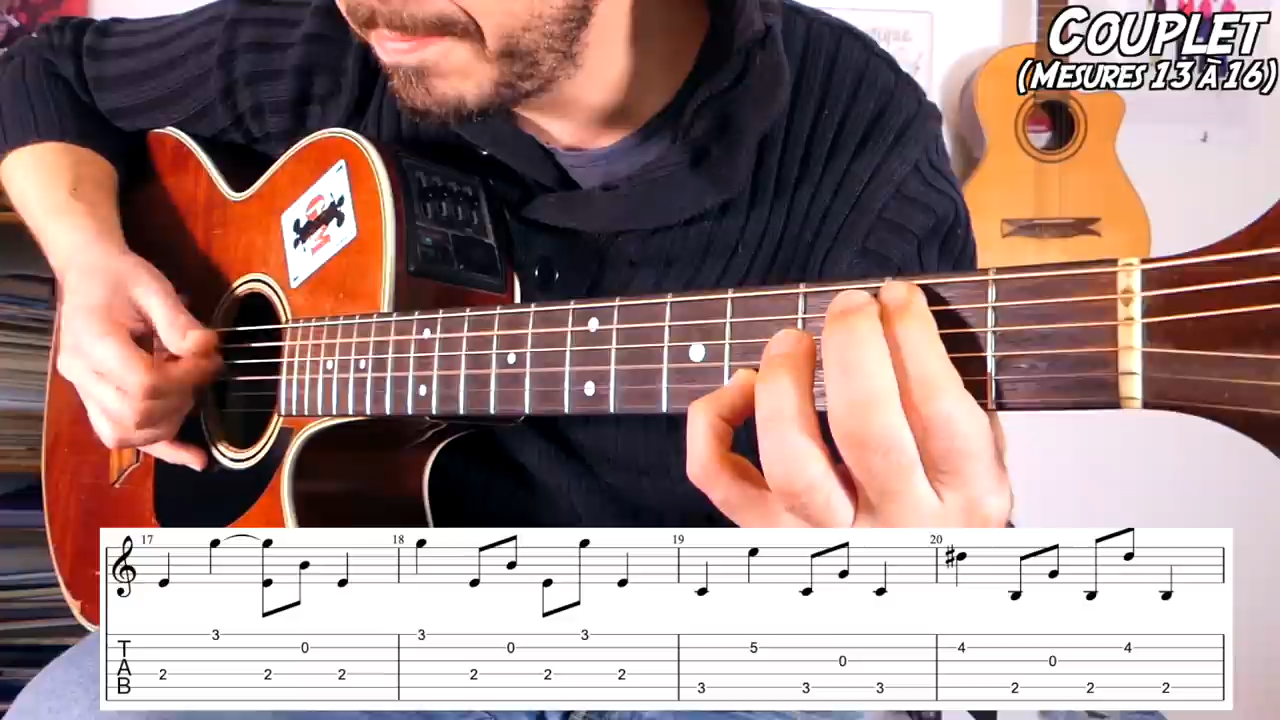 COUPLET
(MESURES 13 À 16)
17 18 19 20
3 3 3
0 0 5 4 4
0 0
T
A
B
2 2 2 2 2 2
3 3 3 2 2 2